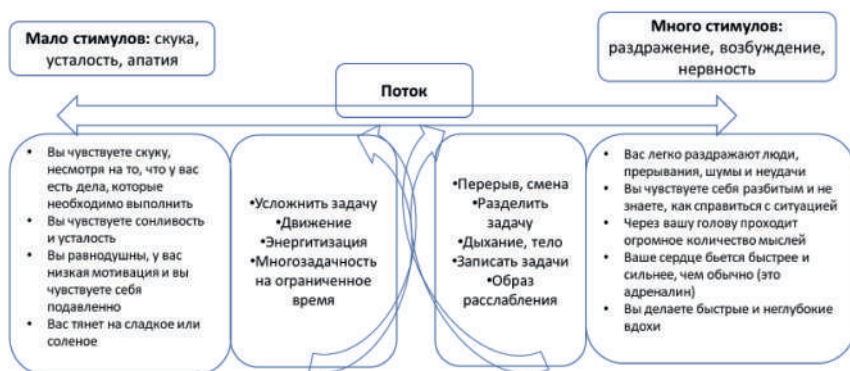 Мало стимулов: скука,
усталость, апатия
Поток
Много стимулов:
раздражение, возбуждение,
нервность
• Вы чувствуете скуку,
несмотря на то, что у вас
есть дела, которые
необходимо выполнить
• Вы чувствуете сонливость
и усталость
• Вы равнодушны, у вас
низкая мотивация и вы
чувствуете себя
подавленно
• Вас тянет на сладкое или
соленое
•Усложнить задачу
•Движение
•Энергитизация
•Многозадачность
на ограниченное
время
•Перерыв, смена
•Разделить
задачу
•Дыхание, тело
•Записать задачи
•Образ
расслабления
• Вас легко раздражают люди,
прерывания, шумы и неудачи
• Вы чувствуете себя разбитым и не
знаете, как справиться с ситуацией
• Через вашу голову проходит
огромное количество мыслей
• Ваше сердце бьется быстрее и
сильнее, чем обычно (это
адреналин)
• Вы делаете быстрые и неглубокие
вдохи